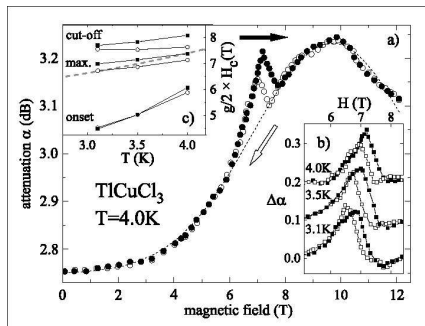 cut-off
max.
onset
c)
3.0
3.5
4.0
T (K)
8
7
6
5
g/2 × H_C(T)
a)
H (T)
6
7
8
b)
4.0K
3.5K
3.1K
Δα
0.3
0.2
0.1
0.0
TlCuCl₃
T=4.0K
attenuation α (dB)
3.2
3.1
3.0
2.9
2.8
0
2
4
6
8
10
12
magnetic field (T)